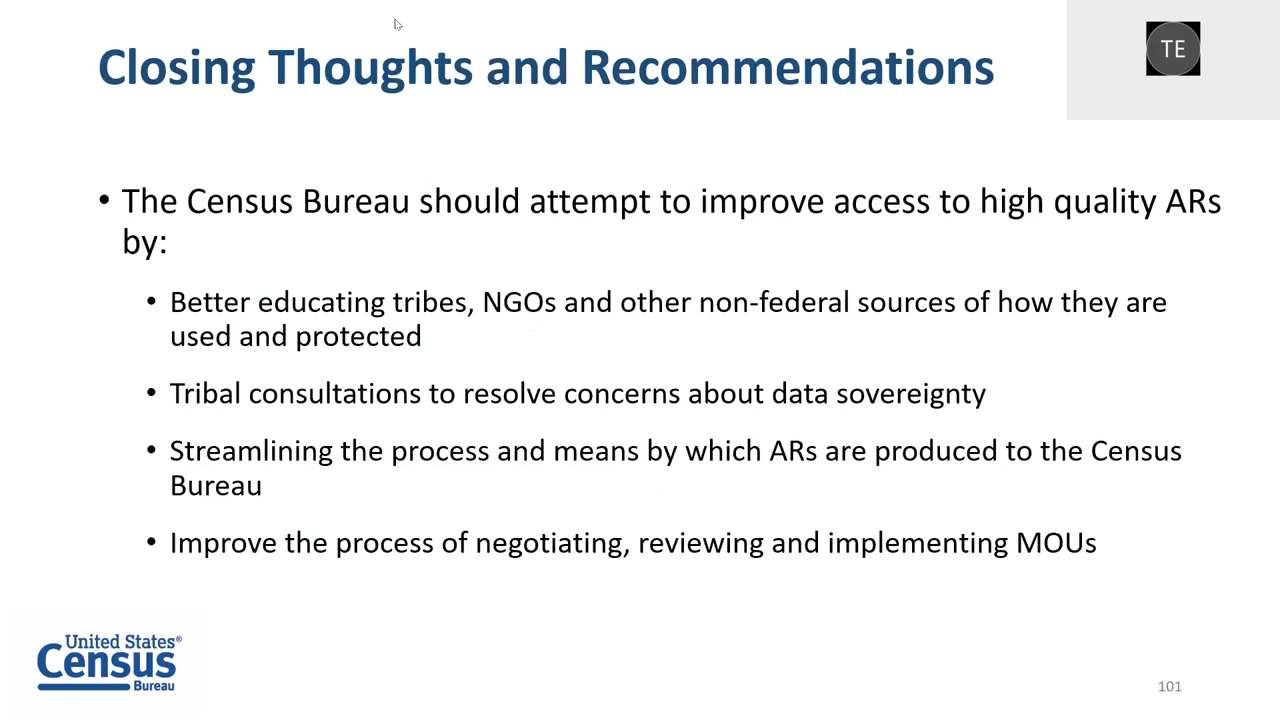 Closing Thoughts and Recommendations
TE
• The Census Bureau should attempt to improve access to high quality ARs
by:
• Better educating tribes, NGOs and other non-federal sources of how they are
used and protected
• Tribal consultations to resolve concerns about data sovereignty
• Streamlining the process and means by which ARs are produced to the Census
Bureau
• Improve the process of negotiating, reviewing and implementing MOUs
United States®
Census
Bureau
101